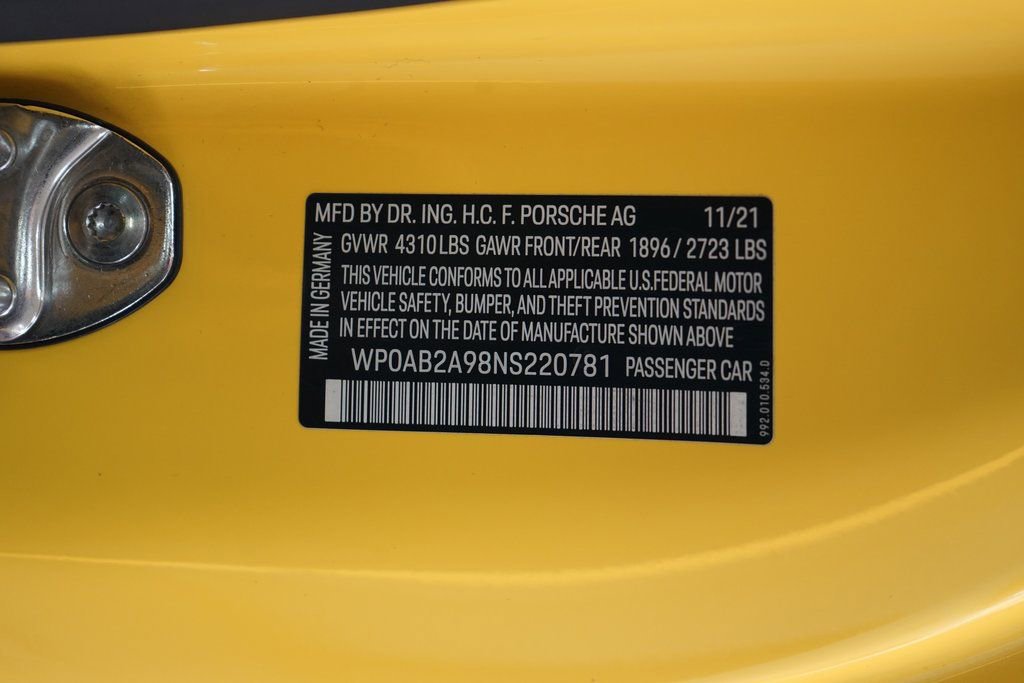 MFD BY DR. ING. H.C. F. PORSCHE AG 11/21
GVWR 4310 LBS GAWR FRONT/REAR 1896 / 2723 LBS
THIS VEHICLE CONFORMS TO ALL APPLICABLE U.S.FEDERAL MOTOR
VEHICLE SAFETY, BUMPER, AND THEFT PREVENTION STANDARDS
IN EFFECT ON THE DATE OF MANUFACTURE SHOWN ABOVE
MADE IN GERMANY
WP0AB2A98NS220781 PASSENGER CAR
992.010.534.D